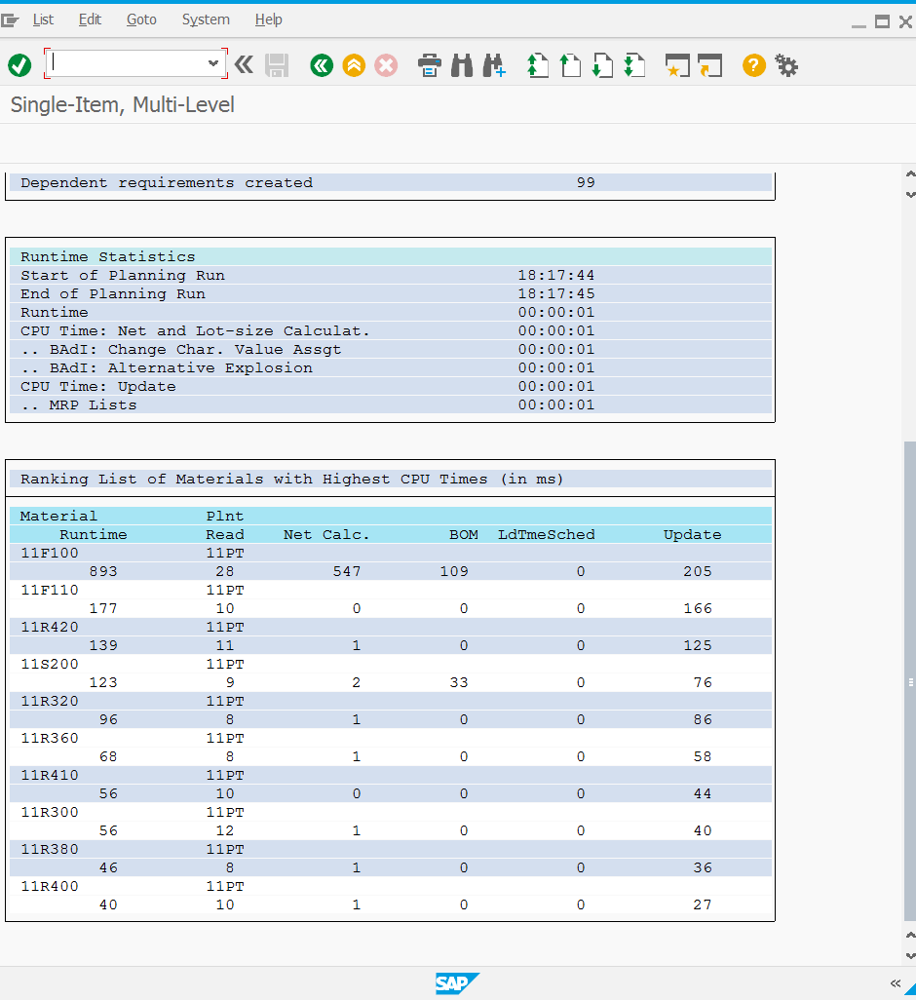 List Edit Goto System Help
Single-Item, Multi-Level
Dependent requirements created 99
Runtime Statistics
Start of Planning Run 18:17:44
End of Planning Run 18:17:45
Runtime 00:00:01
CPU Time: Net and Lot-size Calculat. 00:00:01
.. BAdI: Change Char. Value Assgt 00:00:01
.. BAdI: Alternative Explosion 00:00:01
CPU Time: Update 00:00:01
.. MRP Lists 00:00:01
Ranking List of Materials with Highest CPU Times (in ms)
Material Plnt
Runtime Read Net Calc. BOM LdTmeSched Update
11F100 11PT
893 28 547 109 0 205
11F110 11PT
177 10 0 0 0 166
11R420 11PT
139 11 1 0 0 125
11S200 11PT
123 9 2 33 0 76
11R320 11PT
96 8 1 0 0 86
11R360 11PT
68 8 1 0 0 58
11R410 11PT
56 10 0 0 0 44
11R300 11PT
56 12 1 0 0 40
11R380 11PT
46 8 1 0 0 36
11R400 11PT
40 10 1 0 0 27
SAP